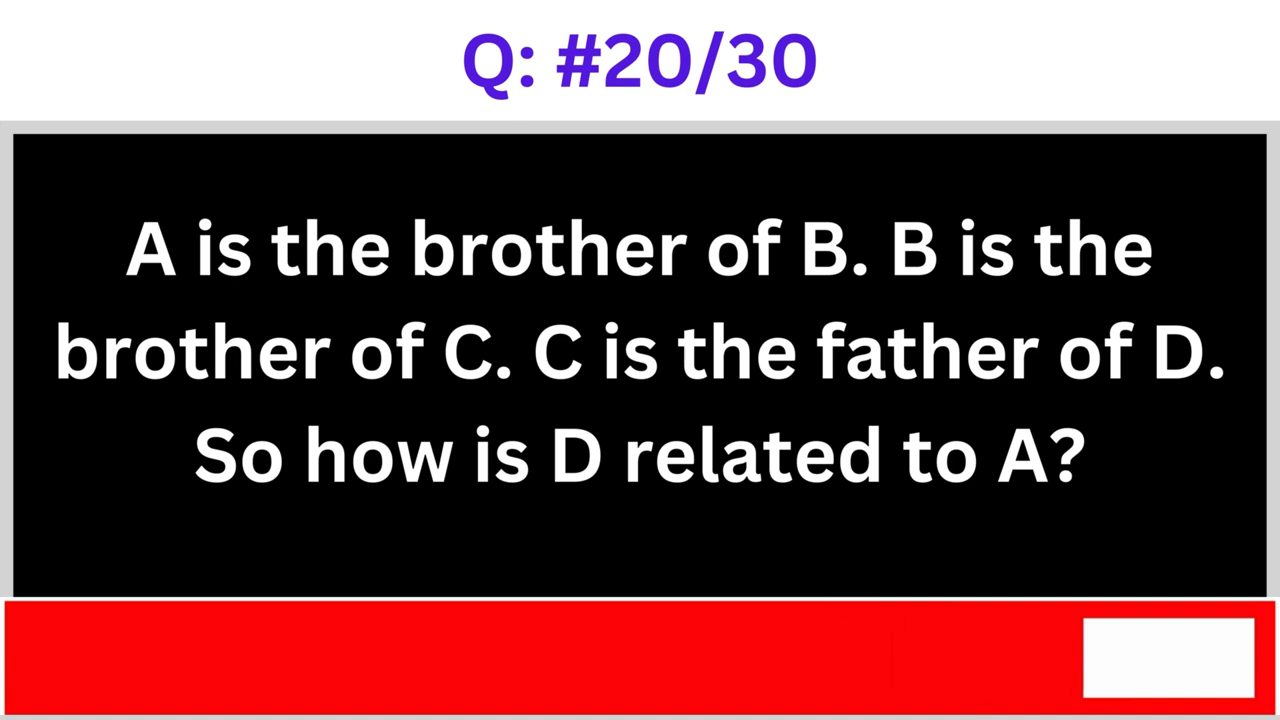 Q: #20/30
A is the brother of B. B is the
brother of C. C is the father of D.
So how is D related to A?